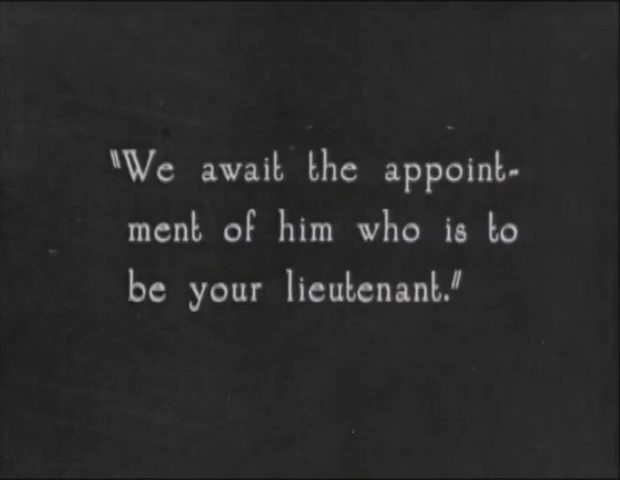 "We await the appoint-
ment of him who is to
be your lieutenant."